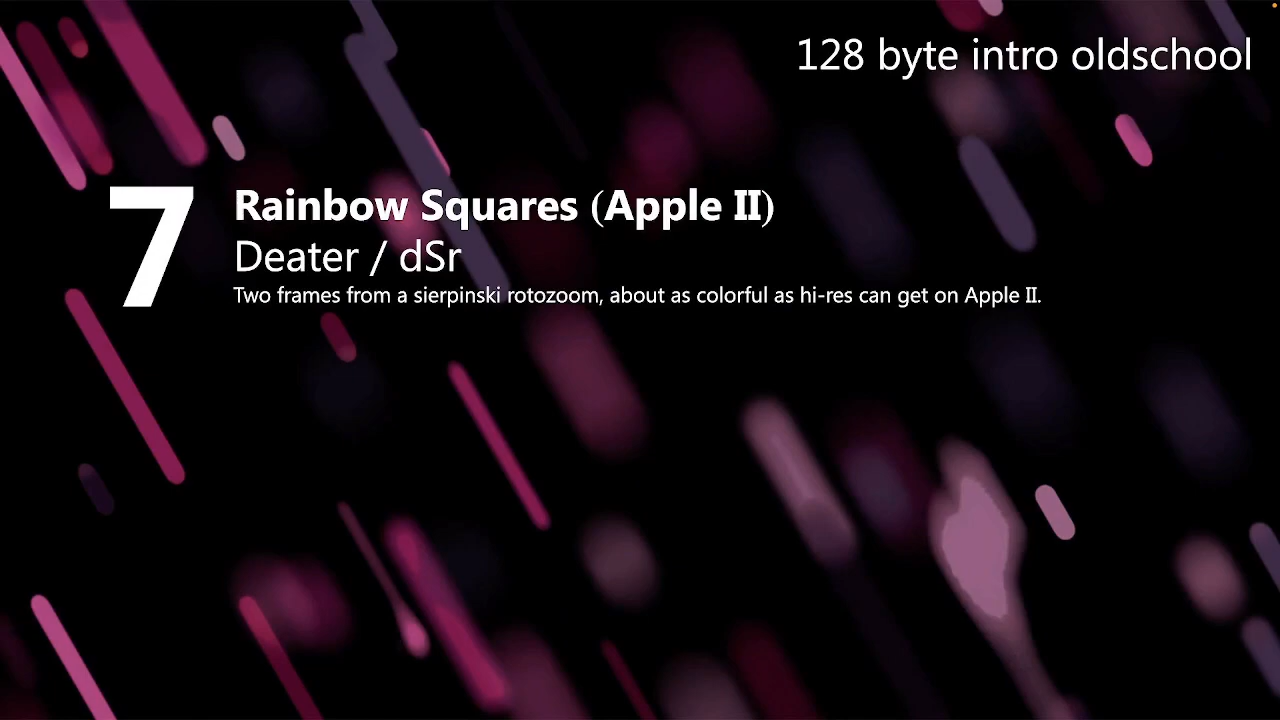 128 byte intro oldschool
7
Rainbow Squares (Apple II)
Deater / dSr
Two frames from a sierpinski rotozoom, about as colorful as hi-res can get on Apple II.